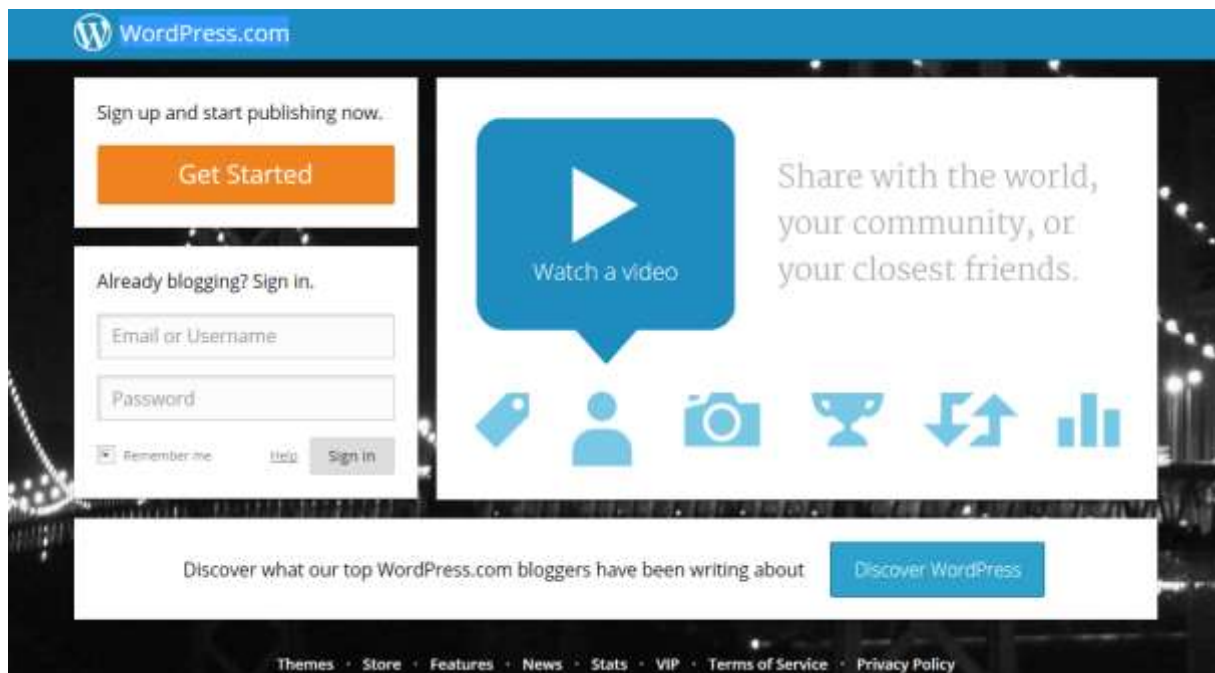 WordPress.com
Sign up and start publishing now.
Get Started
Already blogging? Sign in.
Email or Username
Password
Remember me Help Sign in
Watch a video
Share with the world,
your community, or
your closest friends.
Discover what our top WordPress.com bloggers have been writing about Discover WordPress
Themes · Store · Features · News · Stats · VIP · Terms of Service · Privacy Policy